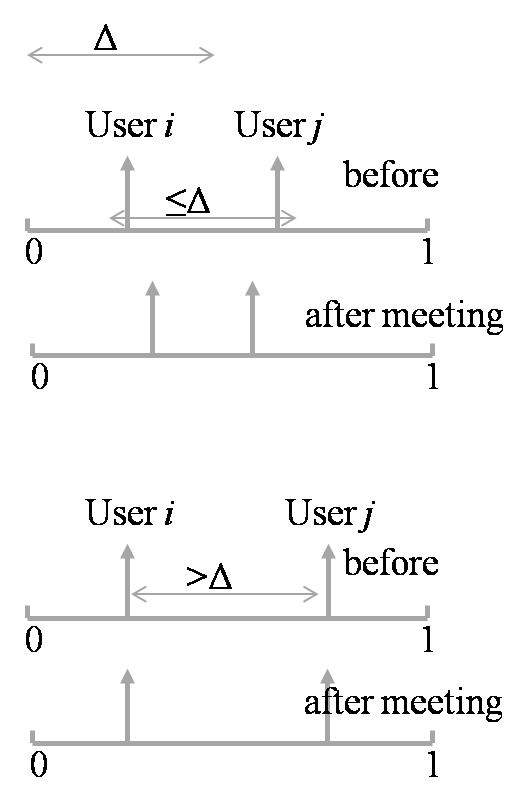 Δ
User i User j
before
≤Δ
0 1
after meeting
0 1
User i User j
before
>Δ
0 1
after meeting
0 1